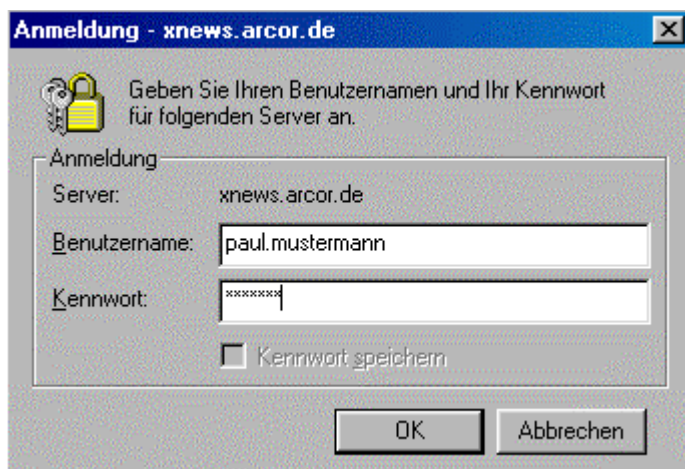 Anmeldung - xnews.arcor.de
Geben Sie Ihren Benutzernamen und Ihr Kennwort
für folgenden Server an.
Anmeldung
Server: xnews.arcor.de
Benutzername: paul.mustermann
Kennwort: *******
Kennwort speichern
OK Abbrechen